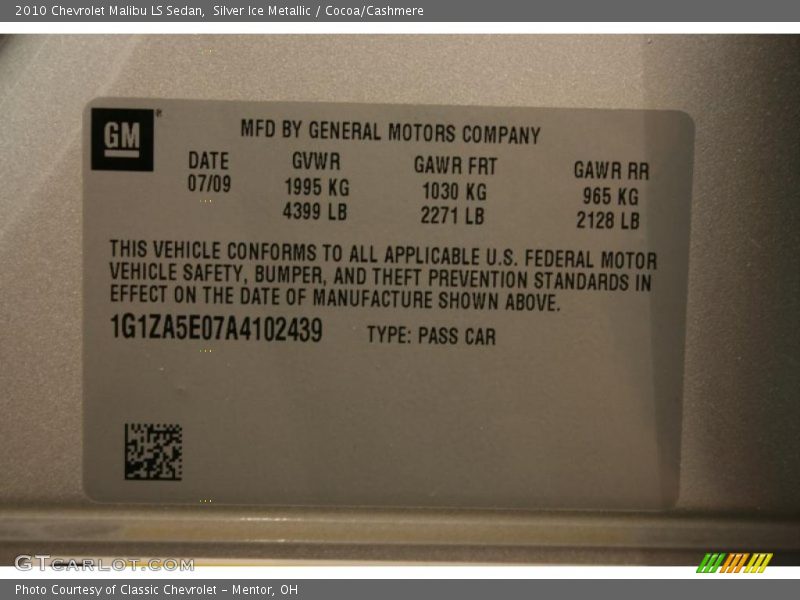 2010 Chevrolet Malibu LS Sedan,  Silver Ice Metallic / Cocoa/Cashmere
GM
MFD BY GENERAL MOTORS COMPANY
DATE GVWR GAWR FRT GAWR RR
07/09 1995 KG 1030 KG 965 KG
4399 LB 2271 LB 2128 LB
THIS VEHICLE CONFORMS TO ALL APPLICABLE U.S. FEDERAL MOTOR
VEHICLE SAFETY, BUMPER, AND THEFT PREVENTION STANDARDS IN
EFFECT ON THE DATE OF MANUFACTURE SHOWN ABOVE.
1G1ZA5E07A4102439 TYPE: PASS CAR
GTCARLOT.COM
Photo Courtesy of Classic Chevrolet - Mentor, OH